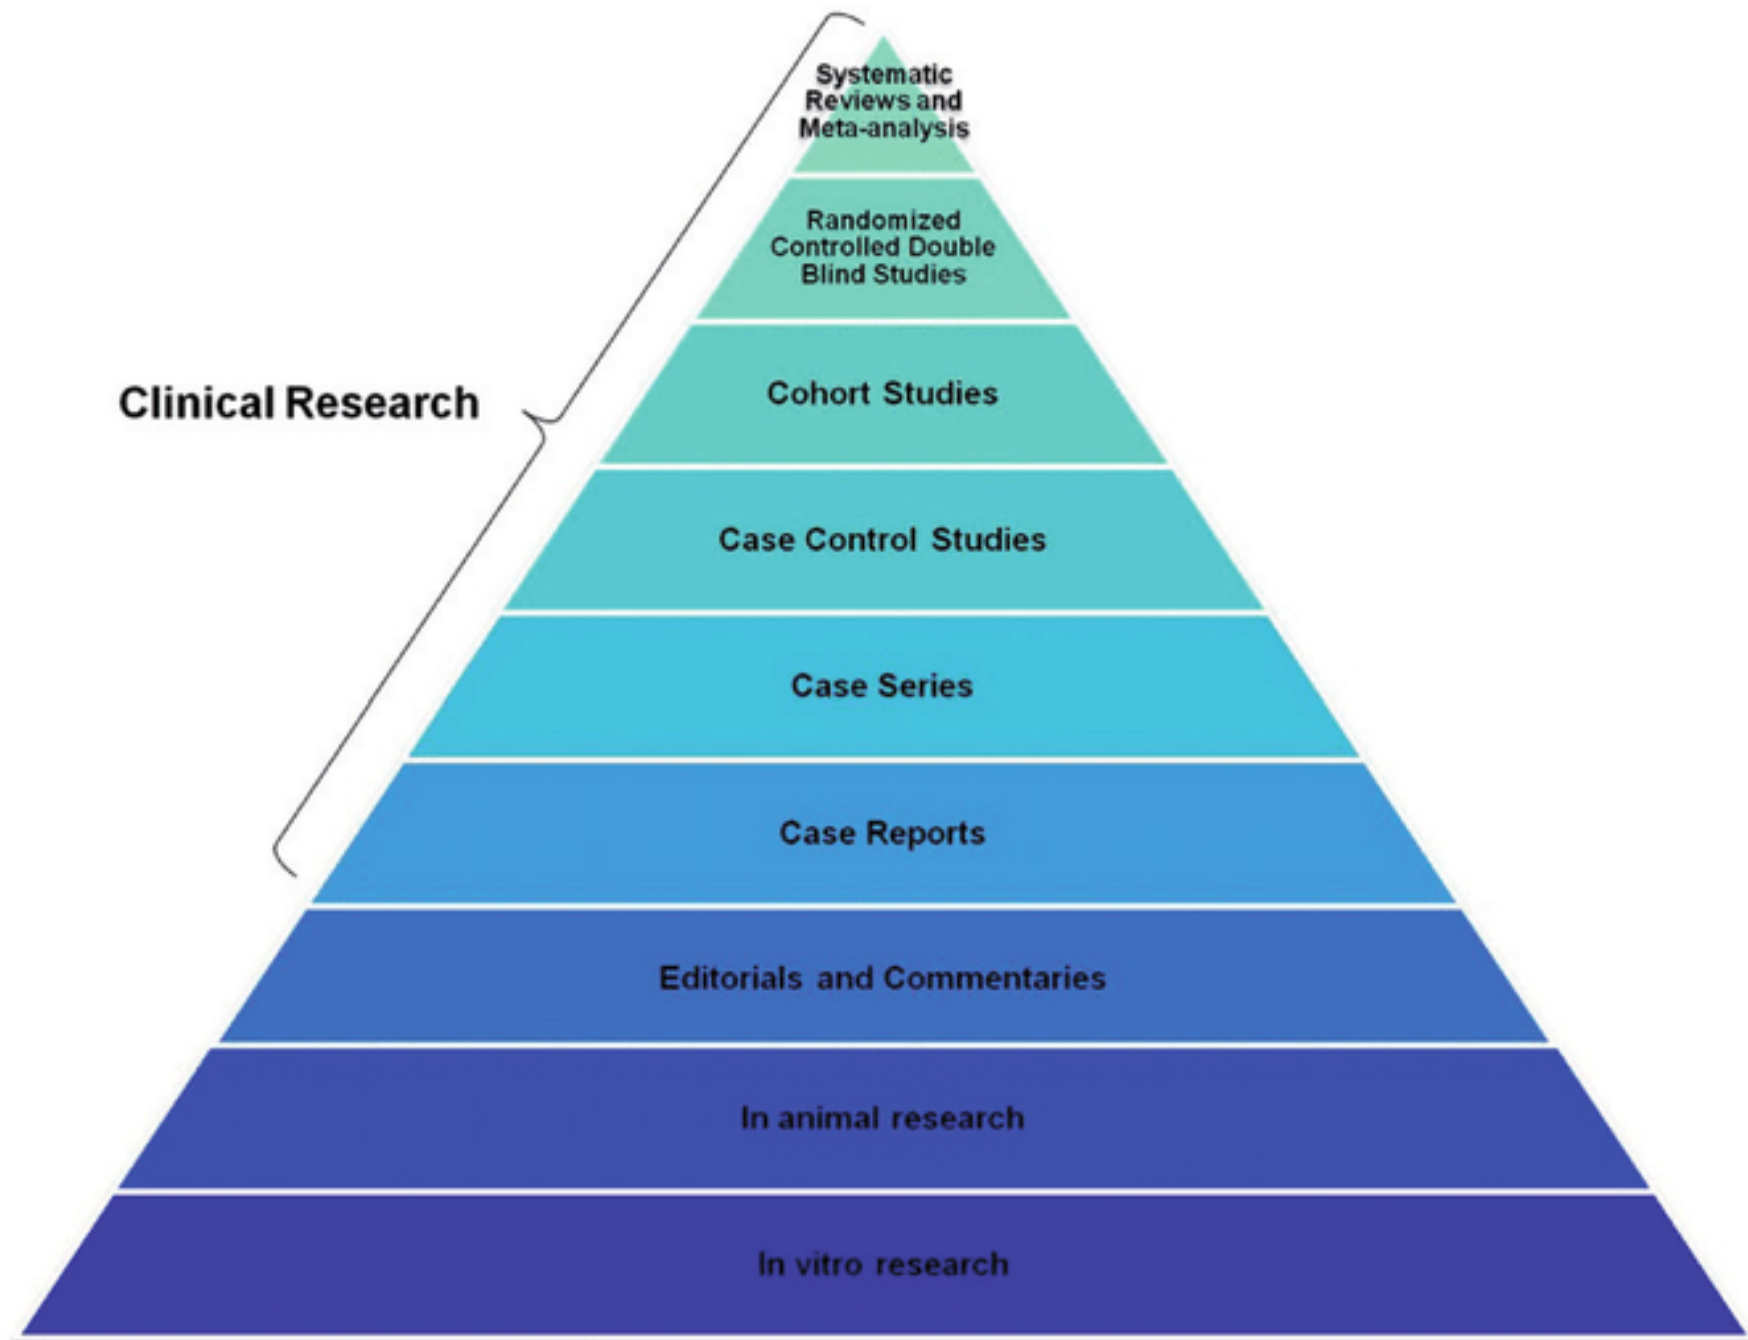 Systematic
Reviews and
Meta-analysis
Randomized
Controlled Double
Blind Studies
Cohort Studies
Clinical Research
Case Control Studies
Case Series
Case Reports
Editorials and Commentaries
In animal research
In vitro research